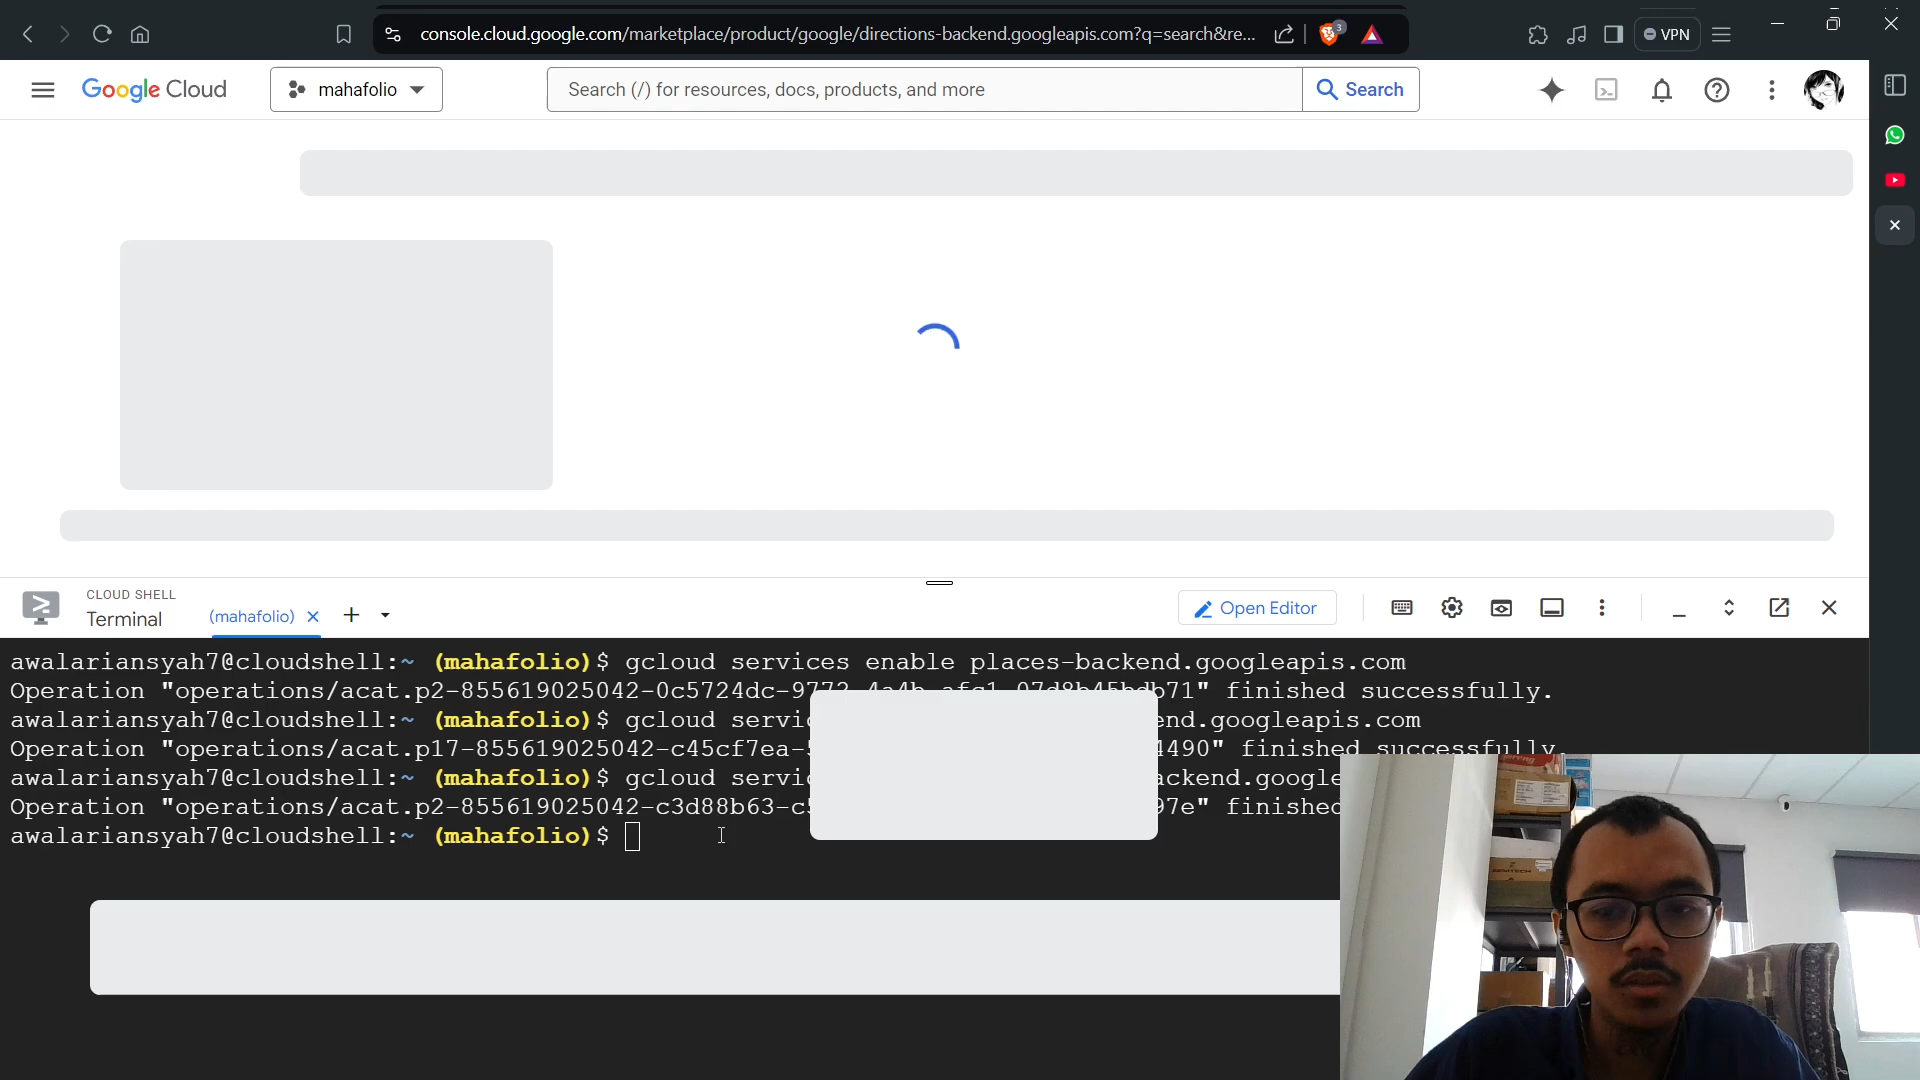 console.cloud.google.com/marketplace/product/google/directions-backend.googleapis.com?q=search&re...
3
VPN
Google Cloud
mahafolio
Search (/) for resources, docs, products, and more
Search
CLOUD SHELL
Terminal
(mahafolio)
Open Editor
awalariansyah7@cloudshell:~ (mahafolio)$ gcloud services enable places-backend.googleapis.com
Operation "operations/acat.p2-855619025042-0c5724dc-9772-4a4b-afc1-07d8b45bdb71" finished successfully.
awalariansyah7@cloudshell:~ (mahafolio)$ gcloud servic end.googleapis.com
Operation "operations/acat.p17-855619025042-c45cf7ea- 4490" finished successfully.
awalariansyah7@cloudshell:~ (mahafolio)$ gcloud servic ackend.google
Operation "operations/acat.p2-855619025042-c3d88b63-c5 97e" finished
awalariansyah7@cloudshell:~ (mahafolio)$